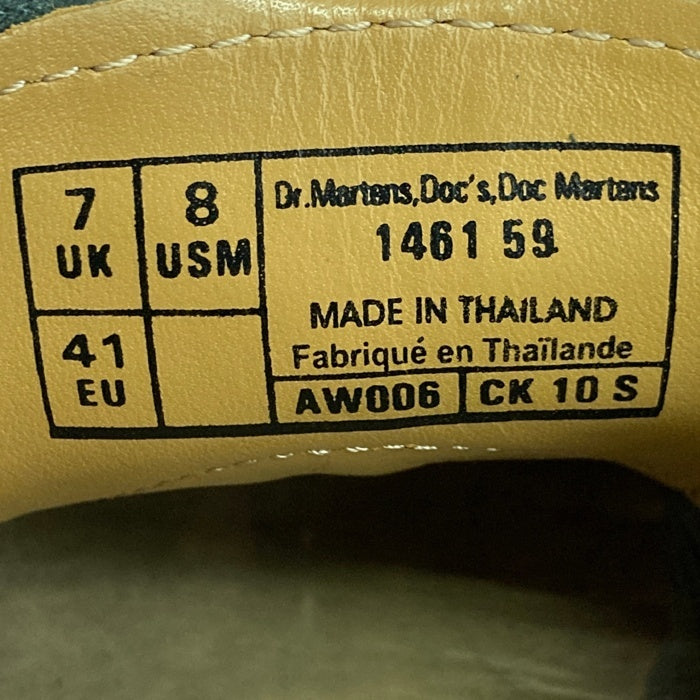 7
UK
8
USM
41
EU
Dr.Martens,Doc's,Doc Martens
1461 59
MADE IN THAILAND
Fabriqué en Thaïlande
AW006
CK 10 S